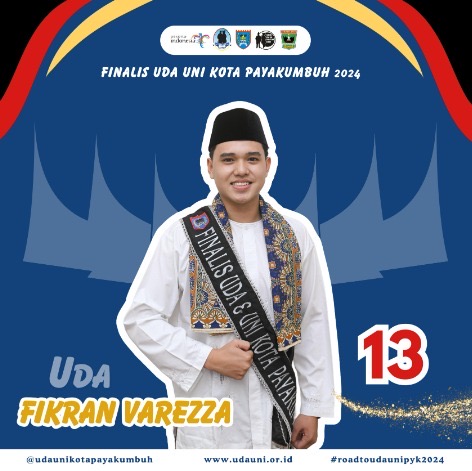 indonesia
FINALIS UDA UNI KOTA PAYAKUMBUH 2024
FINALIS UDA & UNI KOTA PAYA
13
UDA
FIKRAN VAREZZA
@udaunikotapayakumbuh
www.udauni.or.id
#roadtoudaunipyk2024